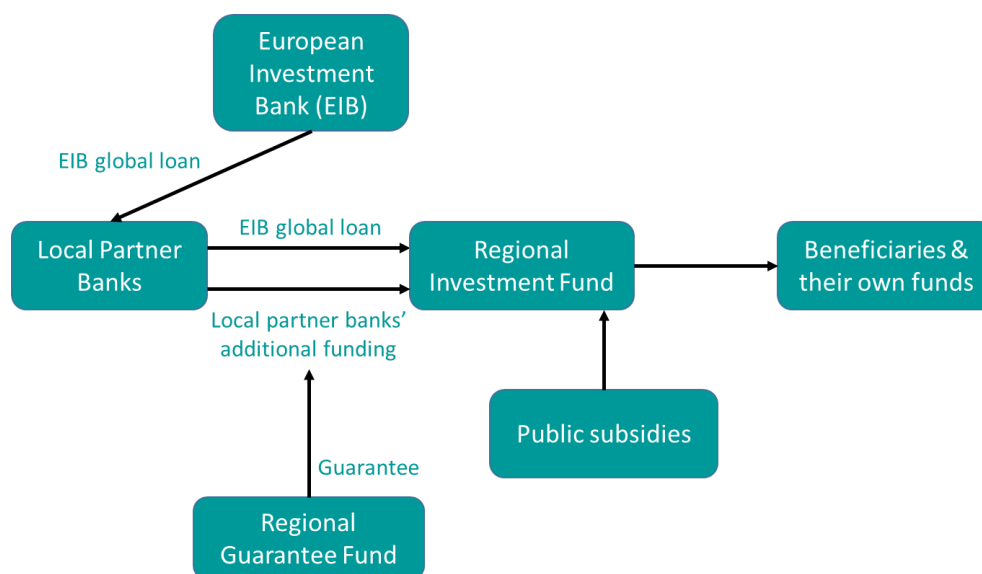 European
Investment
Bank (EIB)
EIB global loan
Local Partner
Banks
EIB global loan
Regional
Investment Fund
Beneficiaries &
their own funds
Local partner banks’
additional funding
Public subsidies
Guarantee
Regional
Guarantee Fund